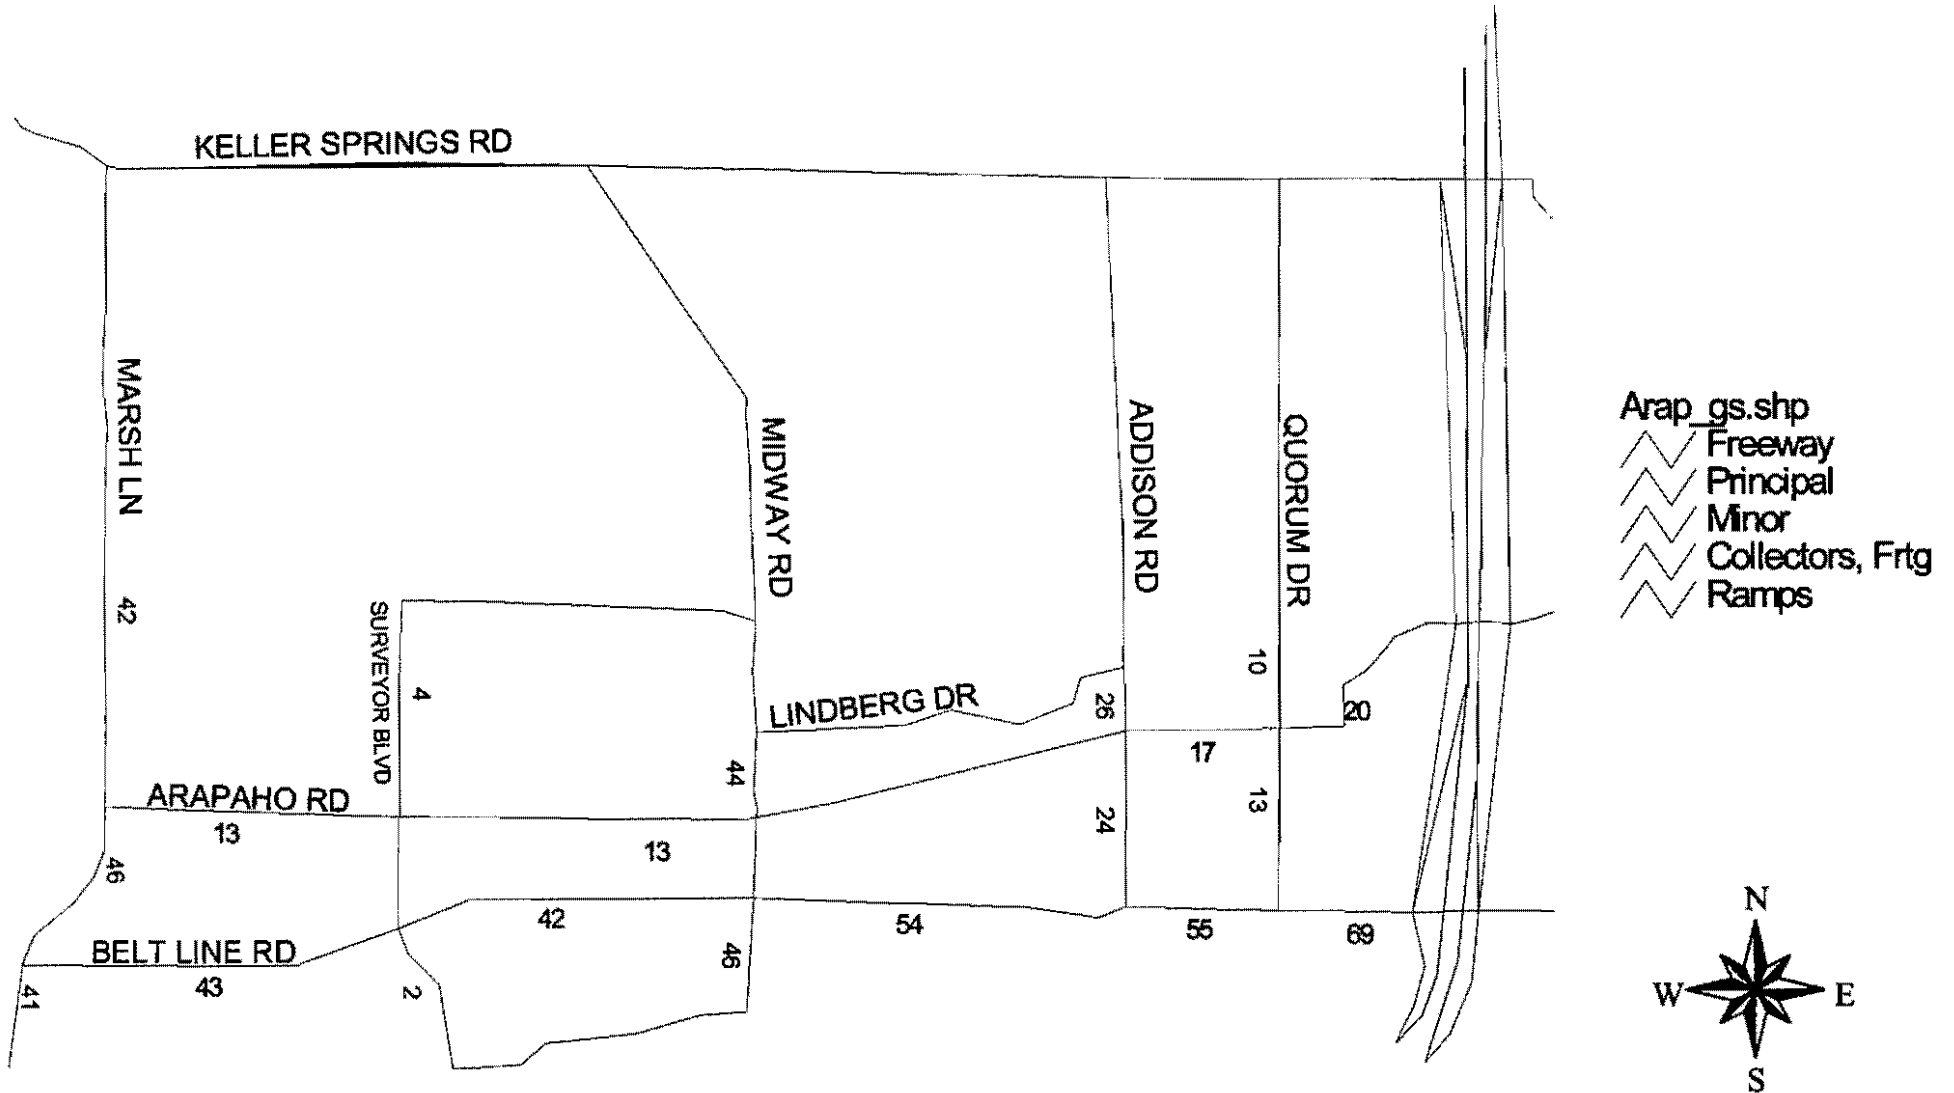 KELLER SPRINGS RD
MARSH LN
MIDWAY RD
ADDISON RD
QUORUM DR
Arap_gs.shp
Freeway
Principal
Minor
Collectors, Frtg
Ramps
42
SURVEYOR BLVD
4
LINDBERG DR
10
26
20
17
44
ARAPAHO RD
13
13
13
24
46
42
54
55
69
BELT LINE RD
43
41
2
46
N
W
E
S